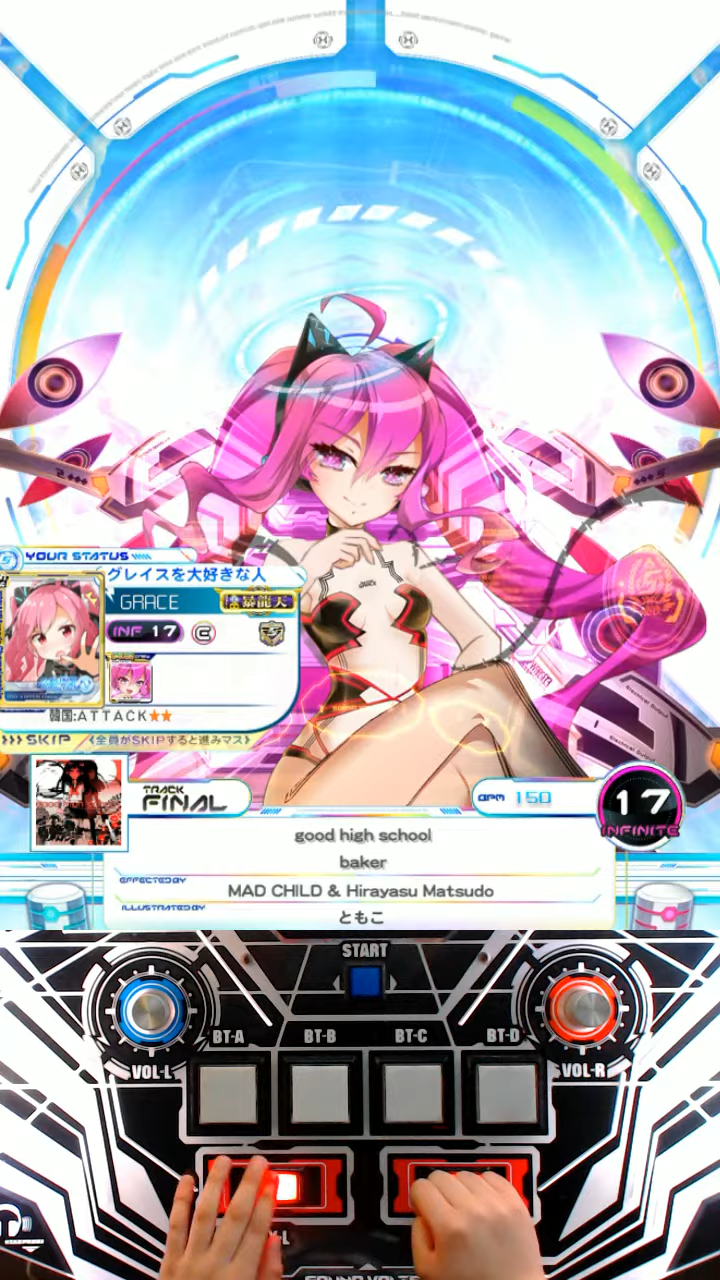 YOUR STATUS
グレイスを大好きな人
GRACE
暴龍天
INF 17
韓国:ATTACK★★
SKIP
《全員がSKIPすると進みマス》
TRACK
FINAL
BPM 150
17
INFINITE
good high school
baker
EFFECTED BY
MAD CHILD & Hirayasu Matsudo
ILLUSTRATED BY
ともこ
START
BT-A
BT-B
BT-C
BT-D
VOL-L
VOL-R